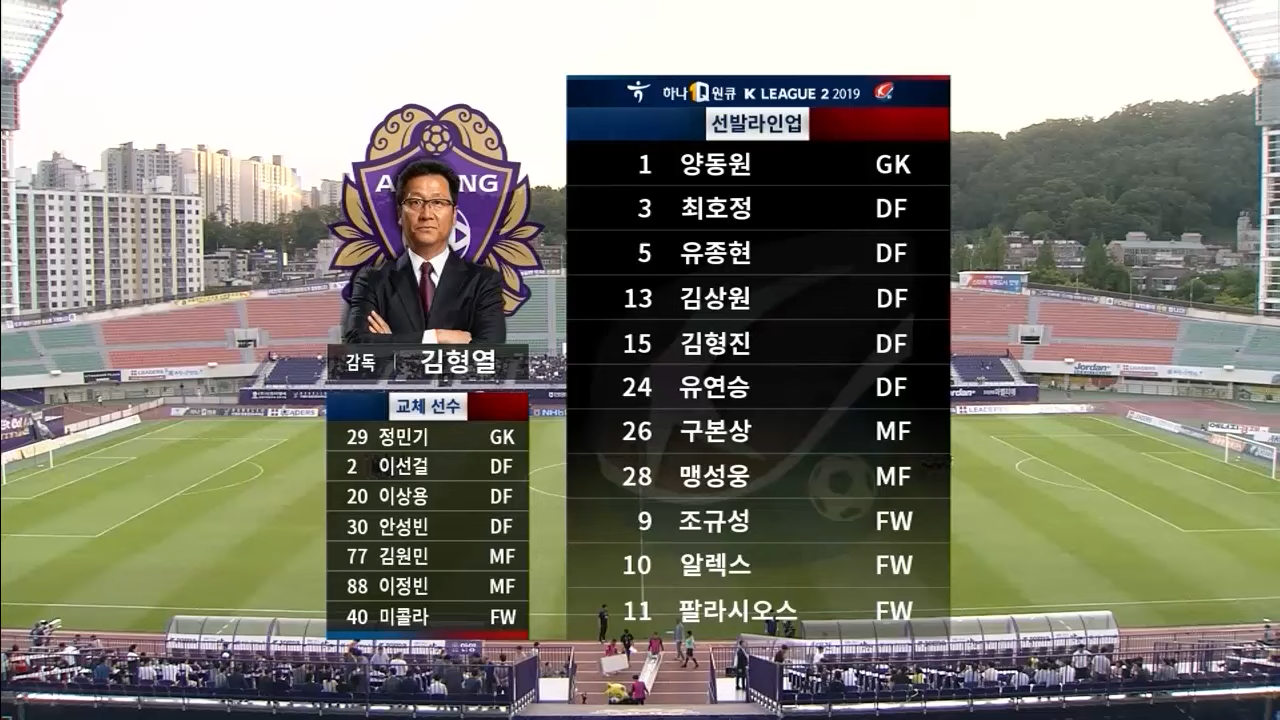 하나1Q원큐 K LEAGUE 2 2019
선발라인업
1 양동원 GK
3 최호정 DF
5 유종현 DF
13 김상원 DF
15 김형진 DF
24 유연승 DF
26 구본상 MF
28 맹성웅 MF
9 조규성 FW
10 알렉스 FW
11 팔라시오스 FW
감독 | 김형열
교체 선수
29 정민기 GK
2 이선걸 DF
20 이상용 DF
30 안성빈 DF
77 김원민 MF
88 이정빈 MF
40 미콜라 FW
Jordan
LEADERS